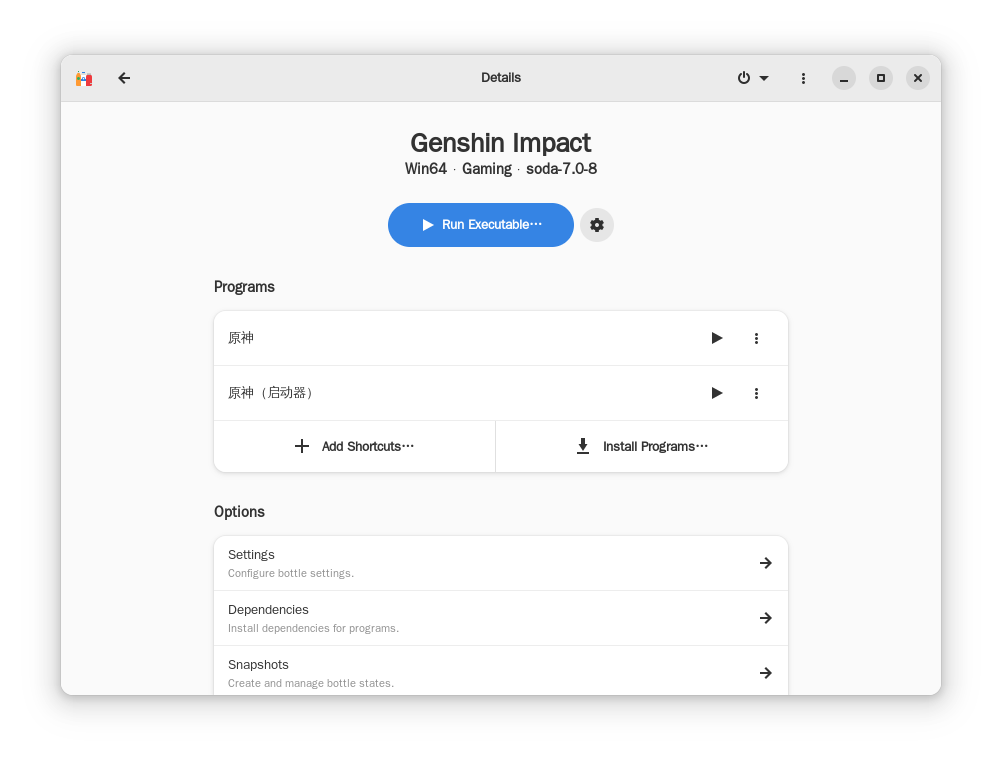 Details
Genshin Impact
Win64 · Gaming · soda-7.0-8
Run Executable…
Programs
原神
原神（启动器）
Add Shortcuts…
Install Programs…
Options
Settings
Configure bottle settings.
Dependencies
Install dependencies for programs.
Snapshots
Create and manage bottle states.